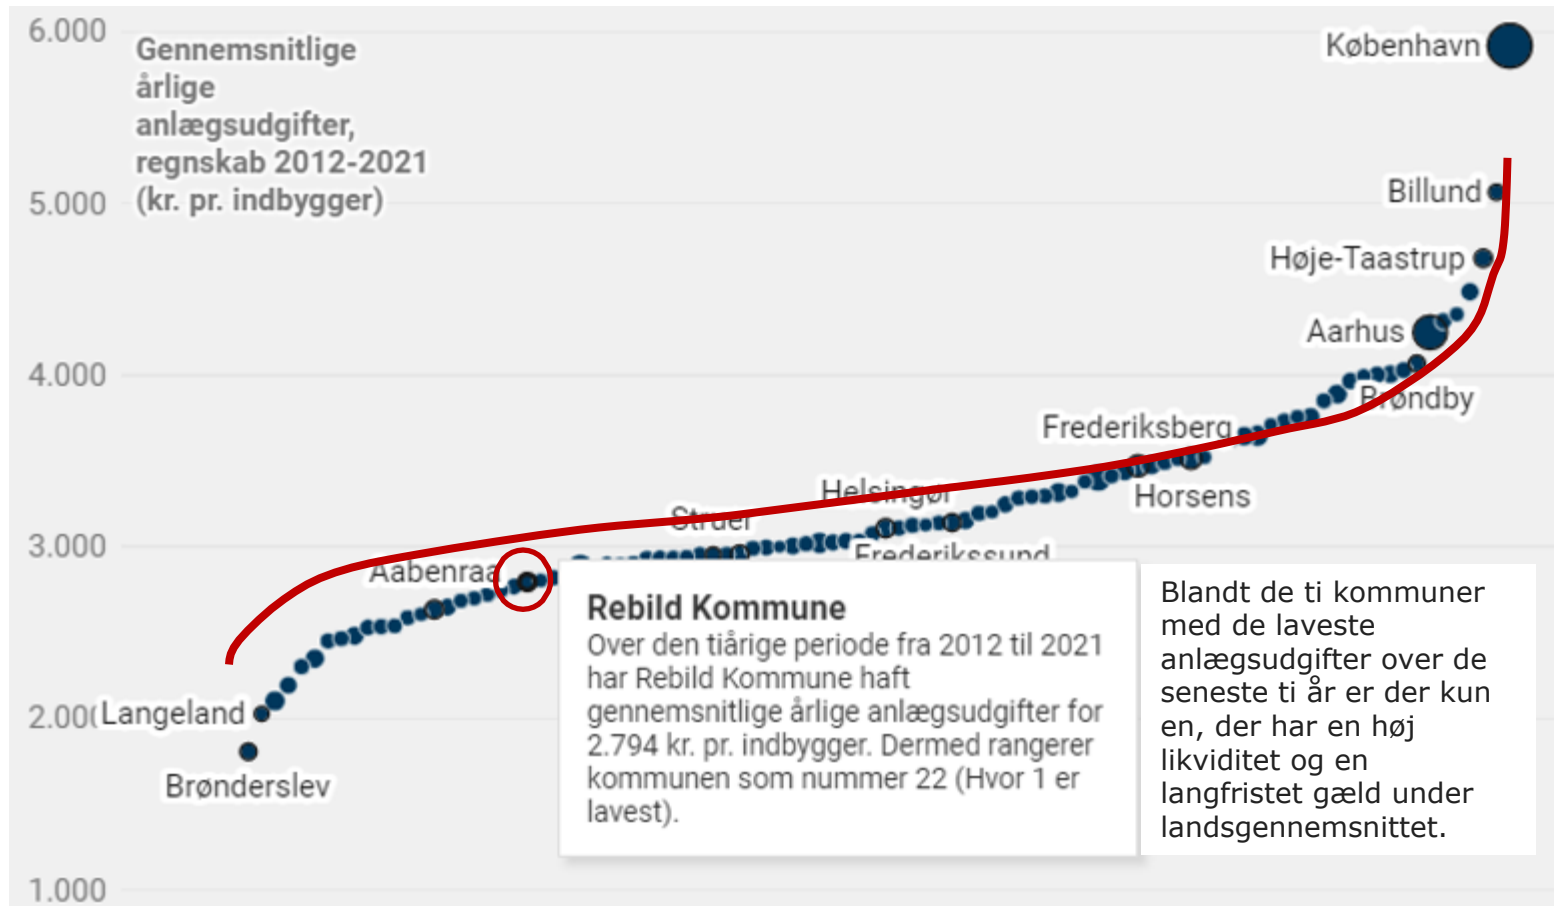 6.000
Gennemsnitlige
årlige
anlægsudgifter,
regnskab 2012-2021
(kr. pr. indbygger)
København
5.000
Billund
Høje-Taastrup
Aarhus
4.000
Brøndby
Frederiksberg
Horsens
Helsingør
Struer
3.000
Frederikssund
Aabenraa
Rebild Kommune
Over den tiårige periode fra 2012 til 2021
har Rebild Kommune haft
gennemsnitlige årlige anlægsudgifter for
2.794 kr. pr. indbygger. Dermed rangerer
kommunen som nummer 22 (Hvor 1 er
lavest).
Blandt de ti kommuner
med de laveste
anlægsudgifter over de
seneste ti år er der kun
en, der har en høj
likviditet og en
langfristet gæld under
landsgennemsnittet.
2.000
Langeland
Brønderslev
1.000